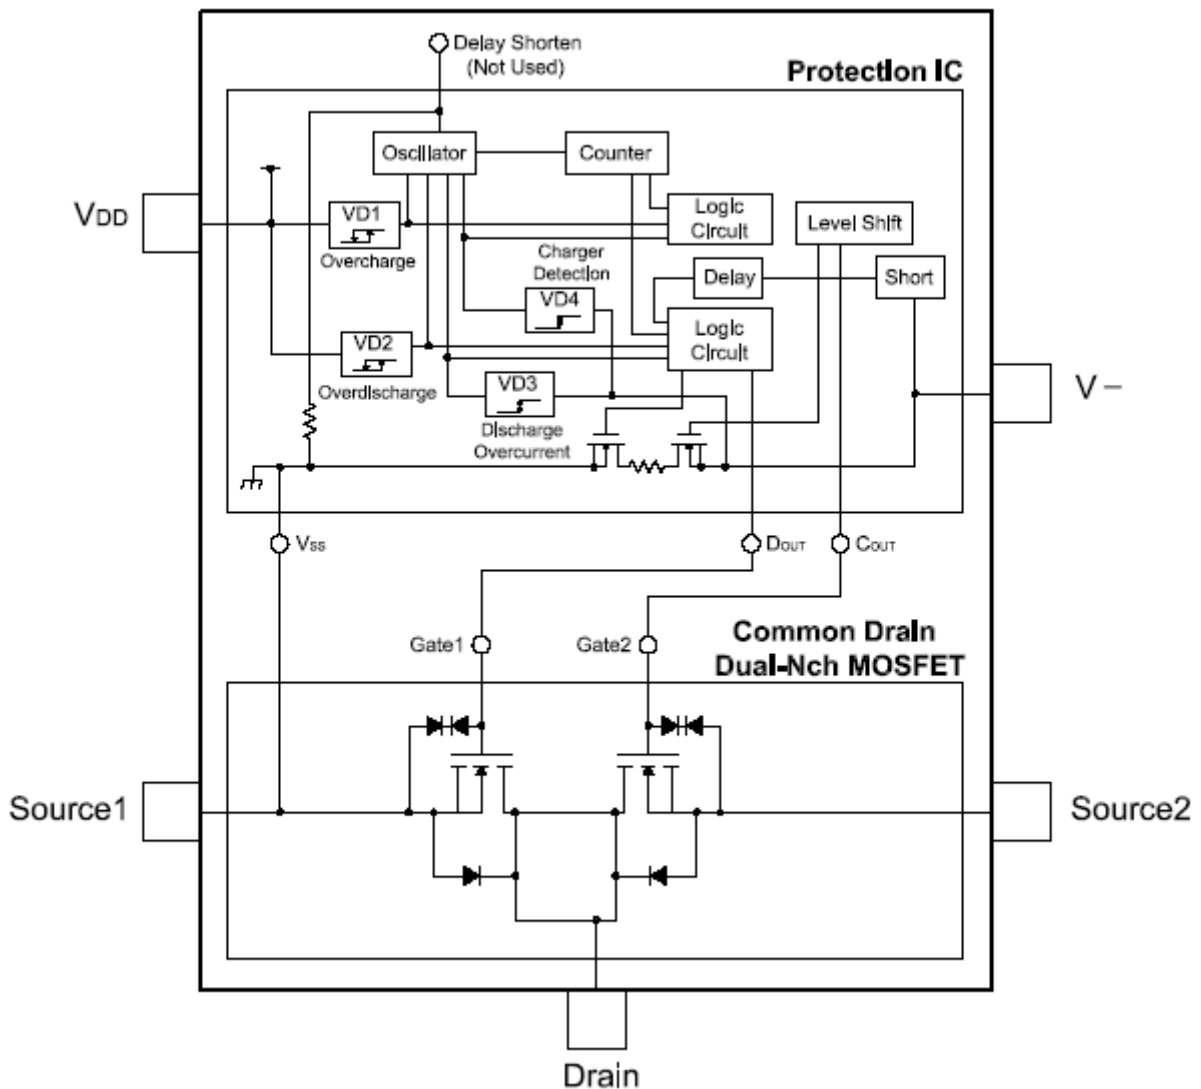 Delay Shorten
(Not Used)
Protection IC
Oscillator
Counter
VDD
VD1
Overcharge
Logic
Circuit
Level Shift
Charger
Detection
Delay
Short
VD4
VD2
Overdischarge
Logic
Circuit
VD3
Discharge
Overcurrent
V –
VSS
DOUT
COUT
Gate1
Gate2
Common Drain
Dual-Nch MOSFET
Source1
Source2
Drain